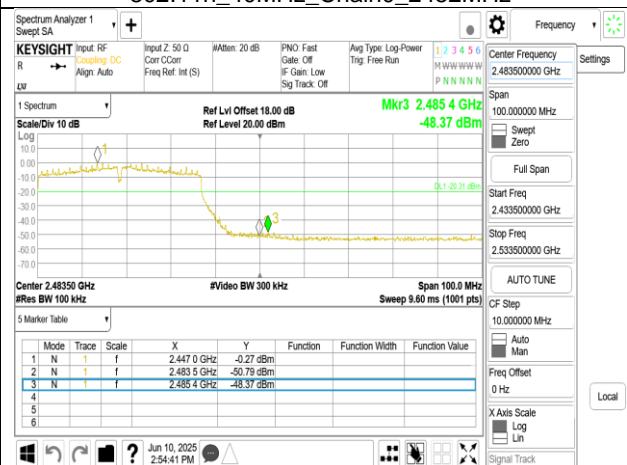 Spectrum Analyzer 1
Swept SA
Frequency
KEYSIGHT
R
LXI
Input: RF
Coupling: DC
Align: Auto
Input Z: 50 Ω
Corr CCorr
Freq Ref: Int (S)
#Atten: 20 dB
PNO: Fast
Gate: Off
IF Gain: Low
Sig Track: Off
Avg Type: Log-Power
Trig: Free Run
1 2 3 4 5 6
M W W W W W
P N N N N N
Center Frequency
2.483500000 GHz
Settings
Span
100.000000 MHz
Swept
Zero
Full Span
Start Freq
2.433500000 GHz
Stop Freq
2.533500000 GHz
AUTO TUNE
CF Step
10.000000 MHz
Auto
Man
Freq Offset
0 Hz
X Axis Scale
Log
Lin
Signal Track
Local
1 Spectrum
Scale/Div 10 dB
Log
Ref Lvl Offset 18.00 dB
Ref Level 20.00 dBm
Mkr3 2.485 4 GHz
-48.37 dBm
10.0
0.00
-10.0
-20.0
-30.0
-40.0
-50.0
-60.0
-70.0
1
3
DL1 -20.31 dBm
Center 2.48350 GHz
#Res BW 100 kHz
#Video BW 300 kHz
Span 100.0 MHz
Sweep 9.60 ms (1001 pts)
5 Marker Table
Mode Trace Scale X Y Function Function Width Function Value
1 N 1 f 2.447 0 GHz -0.27 dBm
2 N 1 f 2.483 5 GHz -50.79 dBm
3 N 1 f 2.485 4 GHz -48.37 dBm
4
5
6
Jun 10, 2025
2:54:41 PM